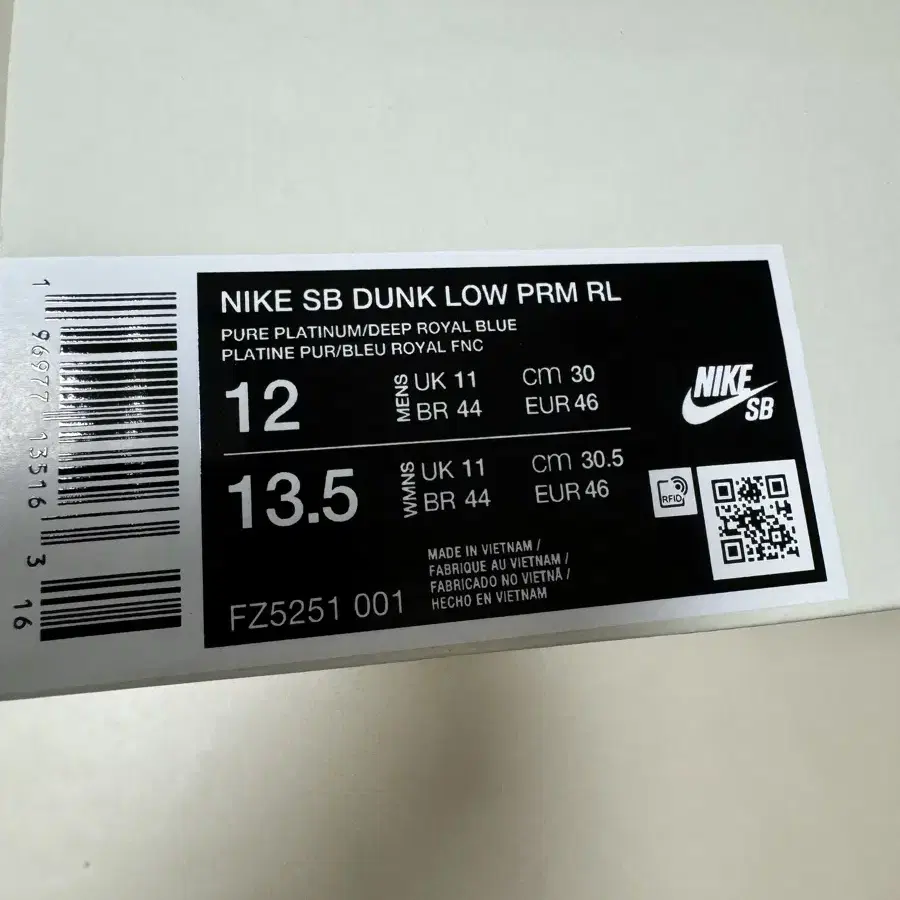 NIKE SB DUNK LOW PRM RL
PURE PLATINUM/DEEP ROYAL BLUE
PLATINE PUR/BLEU ROYAL FNC
12 MENS UK 11 cm 30
BR 44 EUR 46
13.5 WMNS UK 11 cm 30.5
BR 44 EUR 46
NIKE
SB
RFID
MADE IN VIETNAM /
FABRIQUE AU VIETNAM /
FABRICADO NO VIETNÃ /
HECHO EN VIETNAM
FZ5251 001
1 96977 13516 3 16